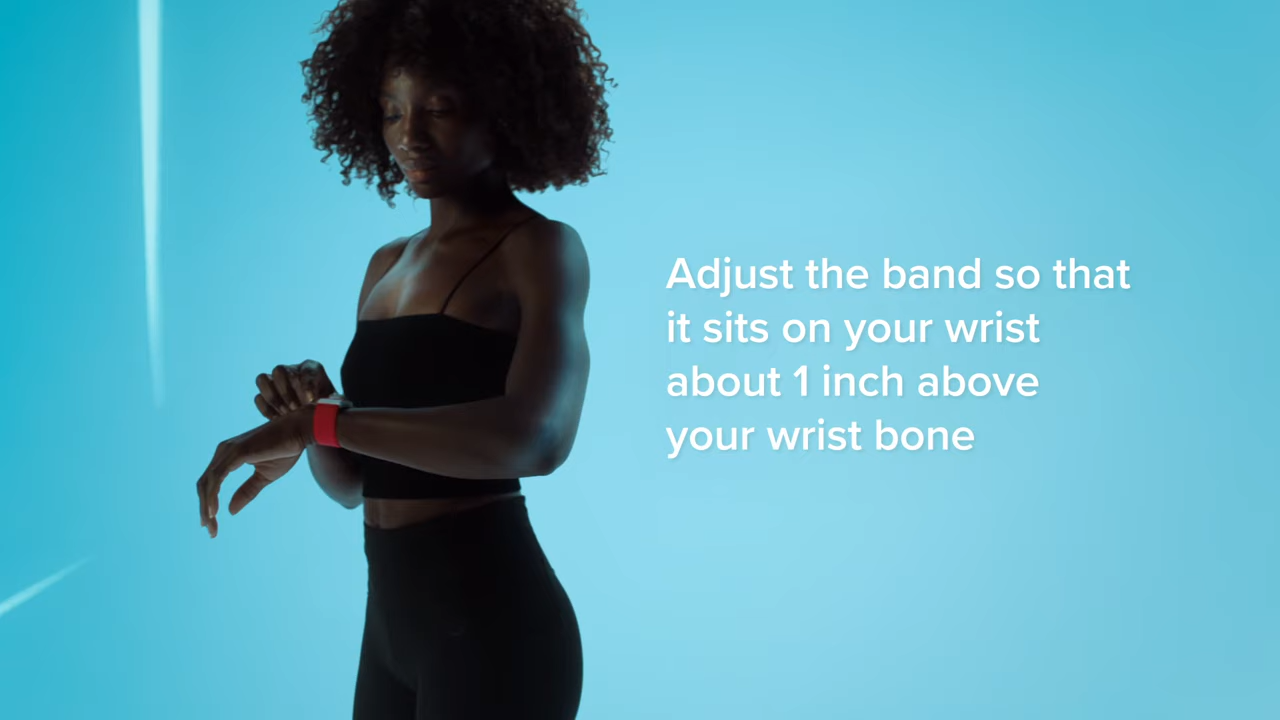 Adjust the band so that
it sits on your wrist
about 1 inch above
your wrist bone